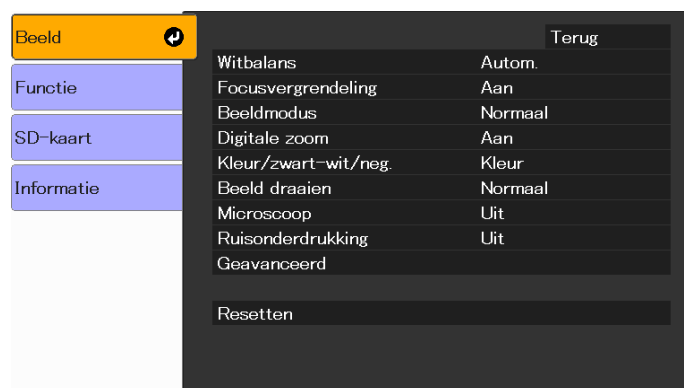 Beeld
Functie
SD-kaart
Informatie
Terug
Witbalans Autom.
Focusvergrendeling Aan
Beeldmodus Normaal
Digitale zoom Aan
Kleur/zwart-wit/neg. Kleur
Beeld draaien Normaal
Microscoop Uit
Ruisonderdrukking Uit
Geavanceerd
Resetten